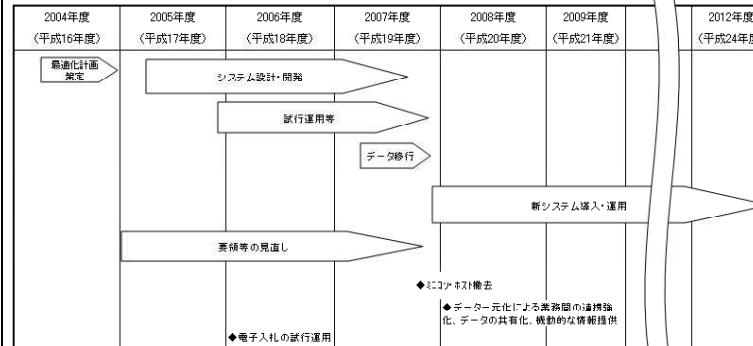 2004年度
(平成16年度)
2005年度
(平成17年度)
2006年度
(平成18年度)
2007年度
(平成19年度)
2008年度
(平成20年度)
2009年度
(平成21年度)
2012年度
(平成24年度
最適化計画
策定
システム設計・開発
試行運用等
データ移行
新システム導入・運用
要領等の見直し
◆ミニコン・ホスト撤去
◆データ一元化による業務間の連携強
化、データの共有化、機動的な情報提供
◆電子入札の試行運用